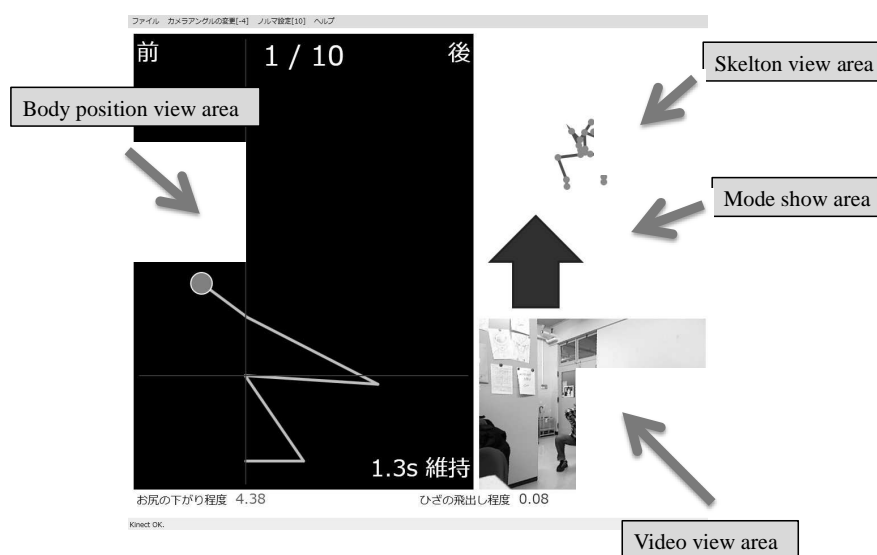 ファイル カメラアングルの変更[-4] ノルマ設定[10] ヘルプ
前 1 / 10 後
Skelton view area
Body position view area
Mode show area
1.3s 維持
お尻の下がり程度 4.38 ひざの飛出し程度 0.08
Kinect OK.
Video view area